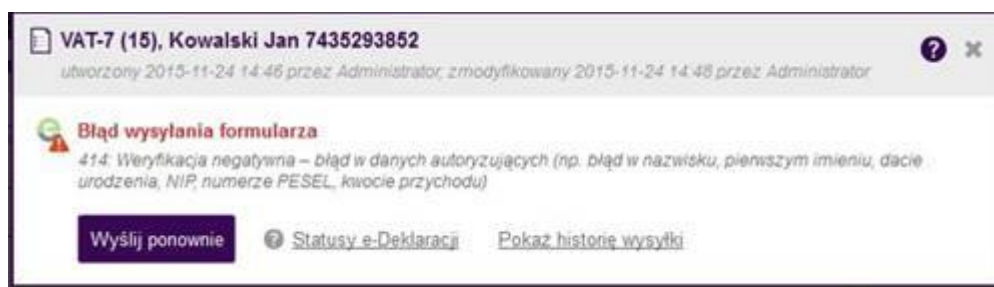 VAT-7 (15), Kowalski Jan 7435293852
utworzony 2015-11-24 14:46 przez Administrator, zmodyfikowany 2015-11-24 14:48 przez Administrator
Błąd wysyłania formularza
414: Weryfikacja negatywna – błąd w danych autoryzujących (np. błąd w nazwisku, pierwszym imieniu, dacie
urodzenia, NIP, numerze PESEL, kwocie przychodu)
Wyślij ponownie ? Statusy e-Deklaracji Pokaż historię wysyłki